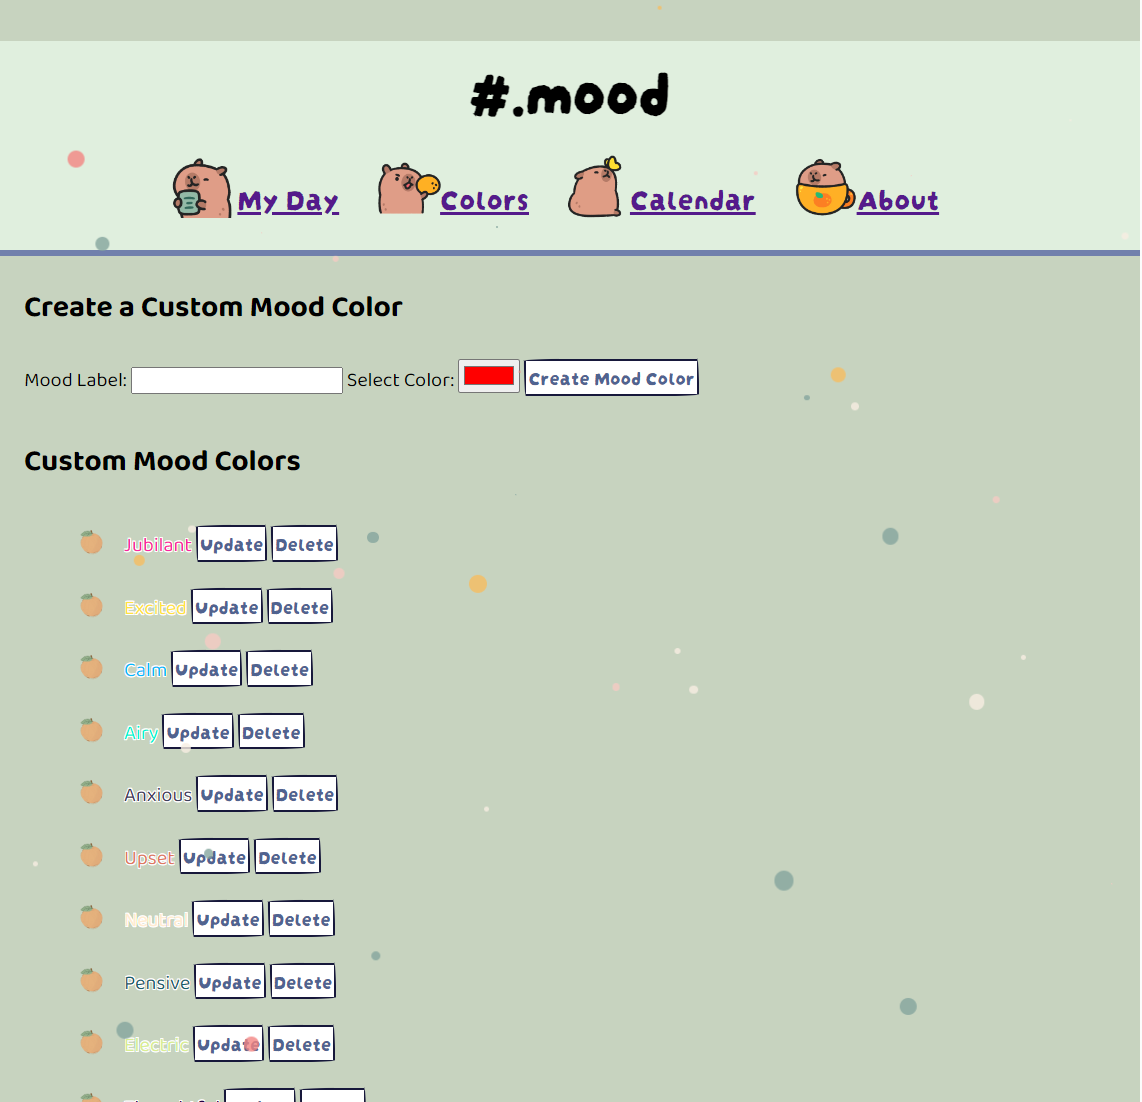 #.mood
My Day Colors Calendar About
Create a Custom Mood Color
Mood Label: Select Color: Create Mood Color
Custom Mood Colors
Jubilant Update Delete
Excited Update Delete
Calm Update Delete
Airy Update Delete
Anxious Update Delete
Upset Update Delete
Neutral Update Delete
Pensive Update Delete
Electric Update Delete